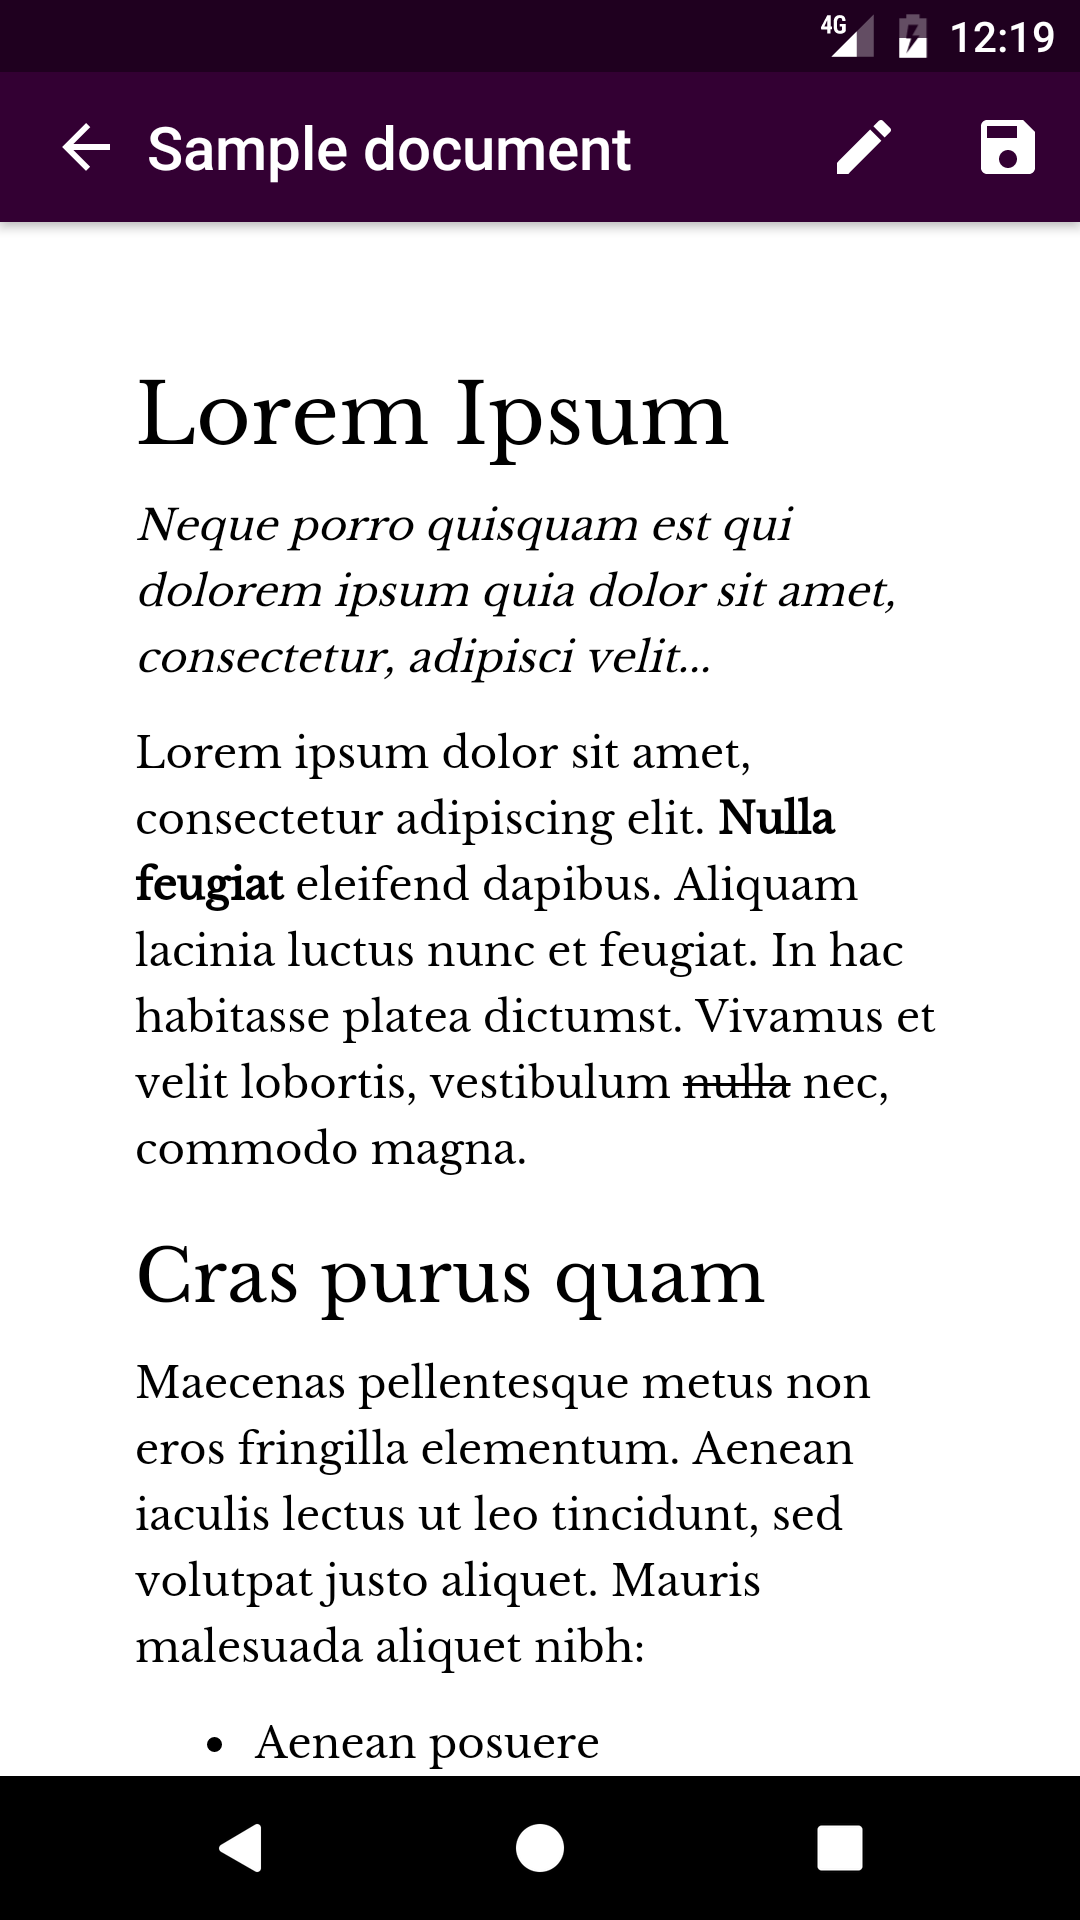 4G 12:19
Sample document
Lorem Ipsum
Neque porro quisquam est qui
dolorem ipsum quia dolor sit amet,
consectetur, adipisci velit...
Lorem ipsum dolor sit amet,
consectetur adipiscing elit. Nulla
feugiat eleifend dapibus. Aliquam
lacinia luctus nunc et feugiat. In hac
habitasse platea dictumst. Vivamus et
velit lobortis, vestibulum nulla nec,
commodo magna.
Cras purus quam
Maecenas pellentesque metus non
eros fringilla elementum. Aenean
iaculis lectus ut leo tincidunt, sed
volutpat justo aliquet. Mauris
malesuada aliquet nibh:
• Aenean posuere